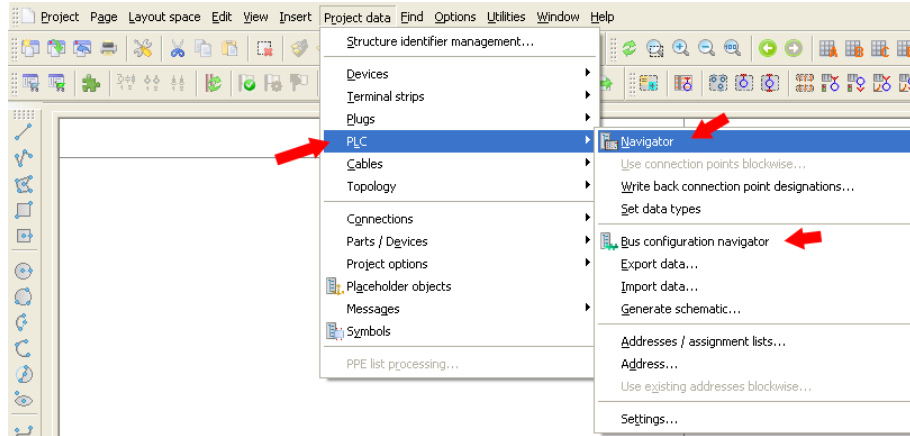 Project Page Layout space Edit View Insert Project data Find Options Utilities Window Help
Structure identifier management...
Devices
Terminal strips
Plugs
PLC
Cables
Topology
Connections
Parts / Devices
Project options
Placeholder objects
Messages
Symbols
PPE list processing...
Navigator
Use connection points blockwise...
Write back connection point designations...
Set data types
Bus configuration navigator
Export data...
Import data...
Generate schematic...
Addresses / assignment lists...
Address...
Use existing addresses blockwise...
Settings...